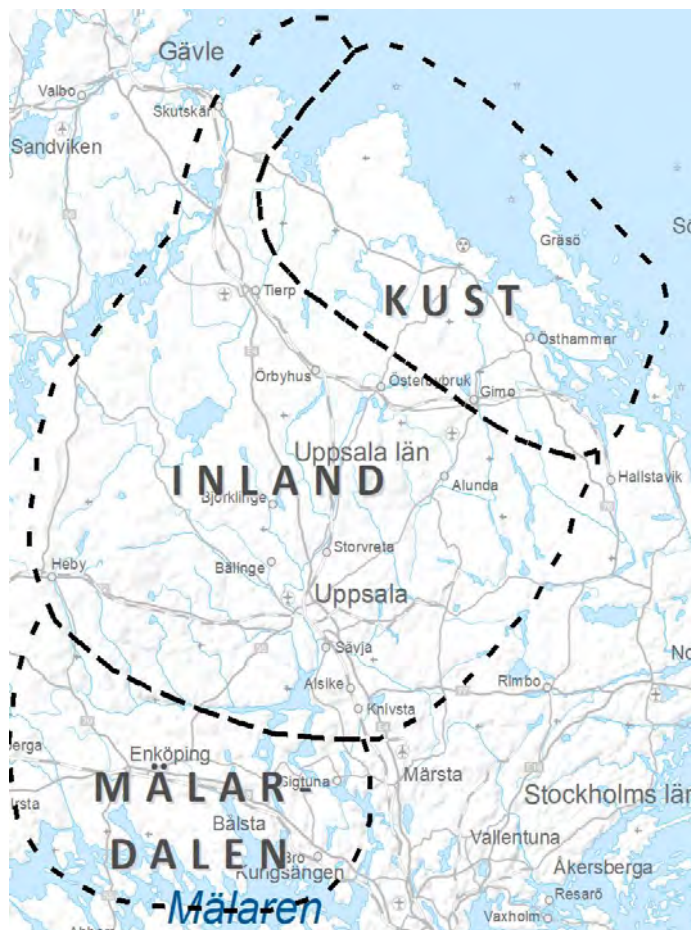 Gävle
Valbo
Skutskär
Sandviken
Gräsö
Tierp
KUST
Östhammar
Örbyhus
Österbybruk
Gimo
Uppsala län
INLAND
Hallstavik
Alunda
Björklinge
Storvreta
Heby
Bälinge
Uppsala
Sävja
Alsike
Rimbo
Knivsta
Enköping
Märsta
Sigtuna
MÄLAR-
Stockholms län
Bålsta
Vallentuna
DALEN
Bro
Kungsängen
Åkersberga
Resarö
Mälaren
Vaxholm